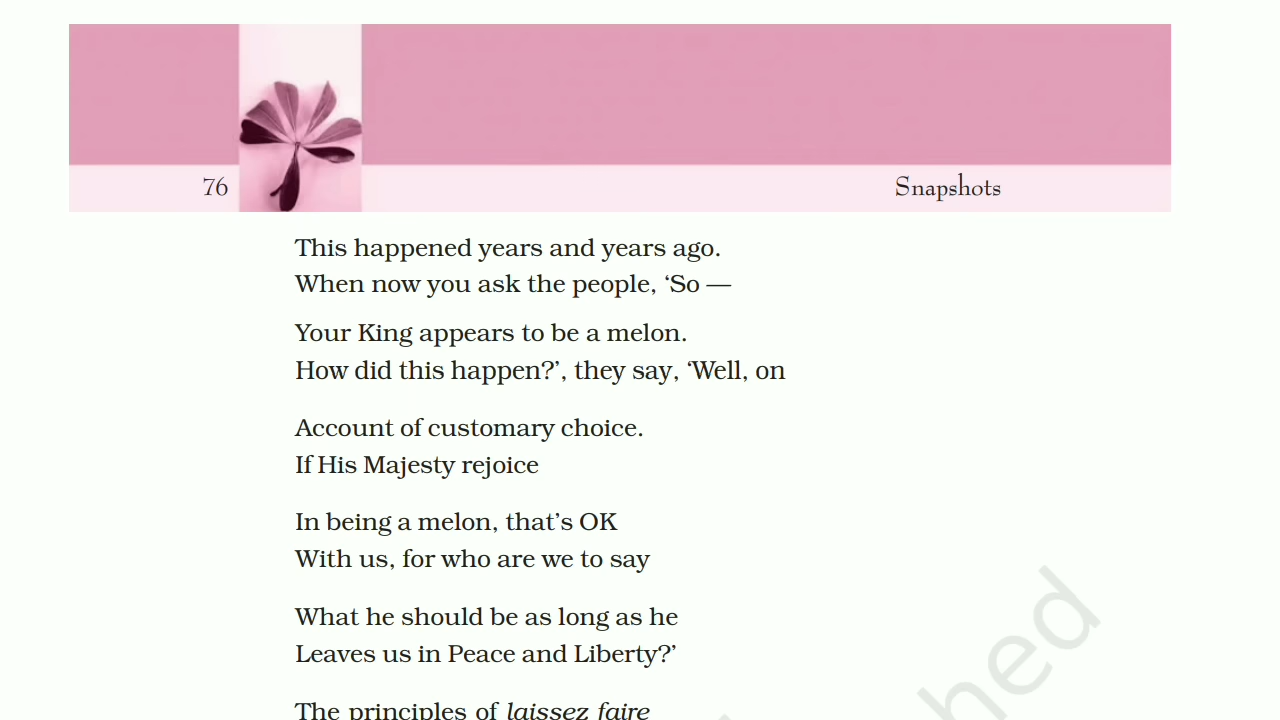 76
Snapshots
This happened years and years ago.
When now you ask the people, ‘So —
Your King appears to be a melon.
How did this happen?’, they say, ‘Well, on
Account of customary choice.
If His Majesty rejoice
In being a melon, that’s OK
With us, for who are we to say
What he should be as long as he
Leaves us in Peace and Liberty?’
The principles of laissez faire
hed